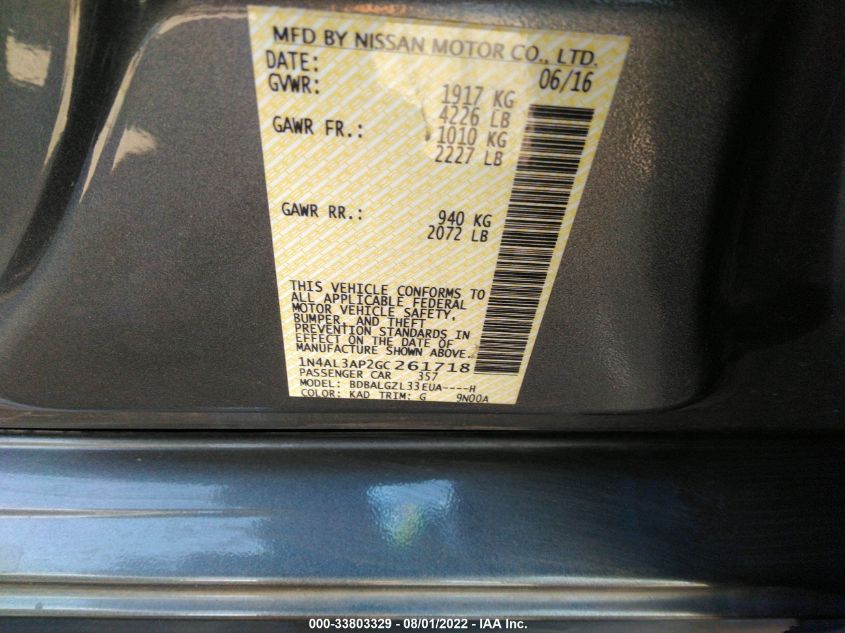 MFD BY NISSAN MOTOR CO., LTD.
DATE: 06/16
GVWR: 1917 KG
4226 LB
GAWR FR.: 1010 KG
2227 LB
GAWR RR.: 940 KG
2072 LB
THIS VEHICLE CONFORMS TO
ALL APPLICABLE FEDERAL
MOTOR VEHICLE SAFETY,
BUMPER, AND THEFT
PREVENTION STANDARDS IN
EFFECT ON THE DATE OF
MANUFACTURE SHOWN ABOVE.
1N4AL3AP2GC261718
PASSENGER CAR 357
MODEL: BDBALGZL33EUA----H
COLOR: KAD TRIM: G 9N00A
000-33803329 - 08/01/2022 - IAA Inc.